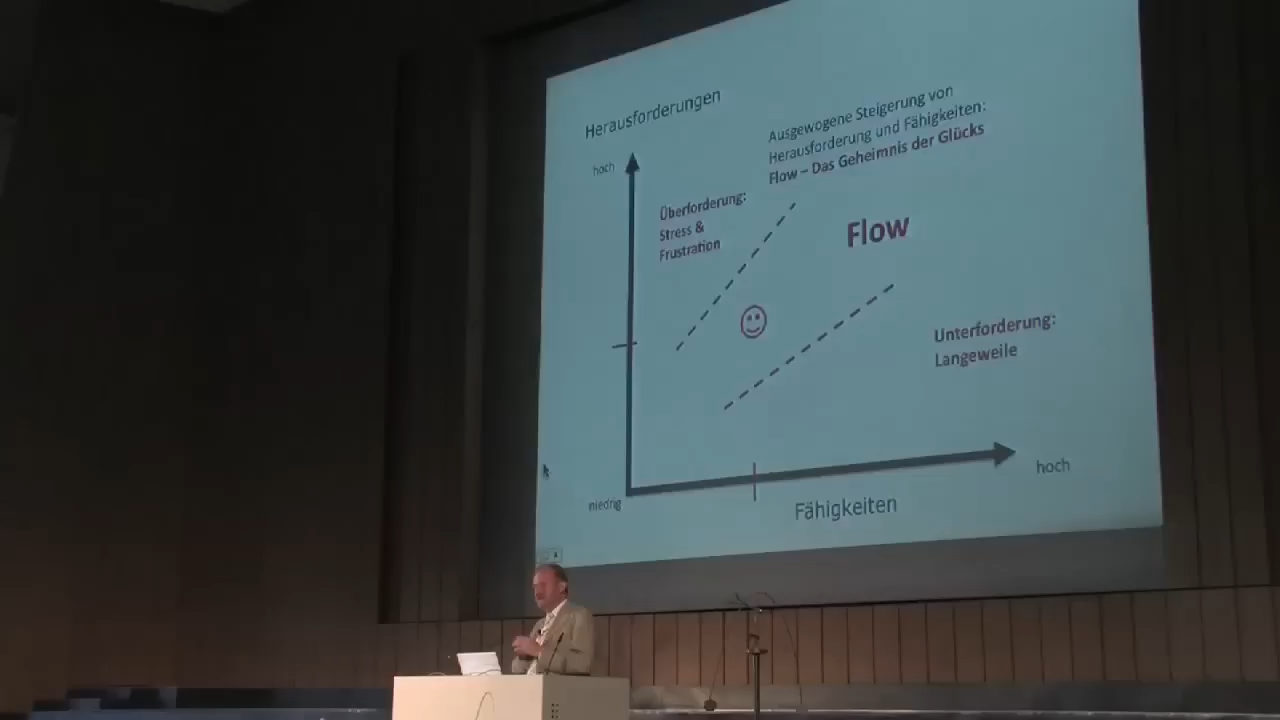 Herausforderungen
Ausgewogene Steigerung von
Herausforderung und Fähigkeiten:
Flow – Das Geheimnis der Glücks
hoch
Überforderung:
Stress &
Frustration
Flow
Unterforderung:
Langeweile
hoch
niedrig
Fähigkeiten